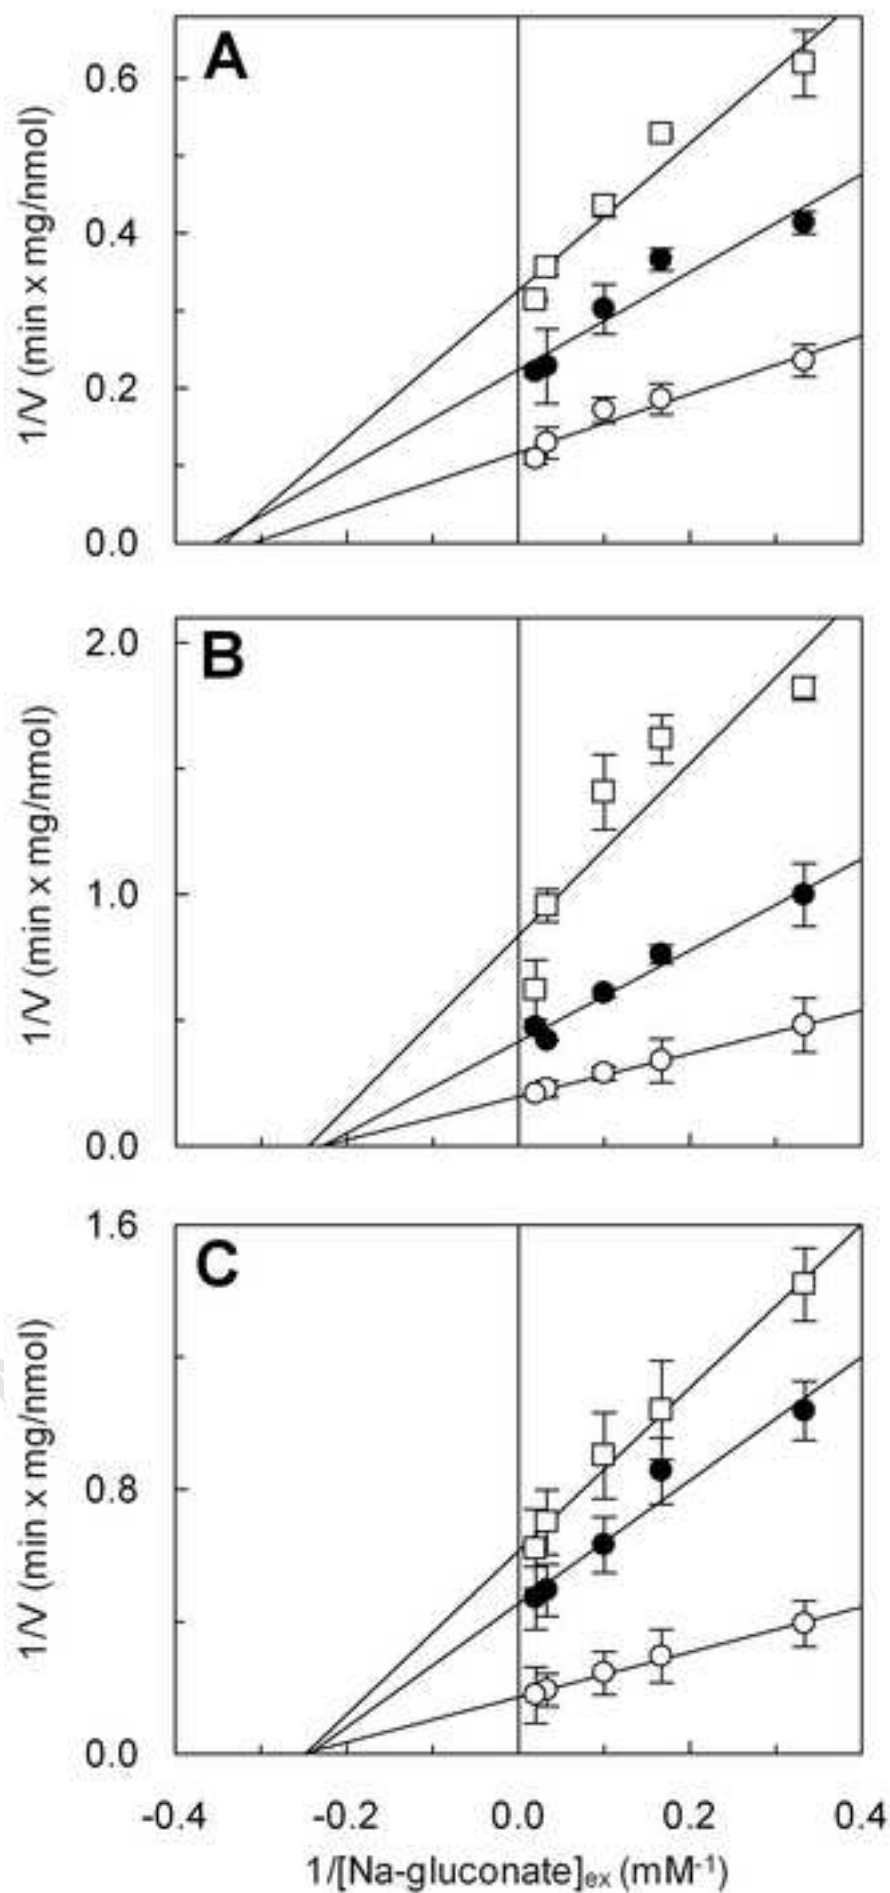 A
0.6
0.4
0.2
0.0
1/V (min x mg/nmol)
B
2.0
1.0
0.0
1/V (min x mg/nmol)
C
1.6
0.8
0.0
1/V (min x mg/nmol)
-0.4 -0.2 0.0 0.2 0.4
1/[Na-gluconate]ex (mM-1)